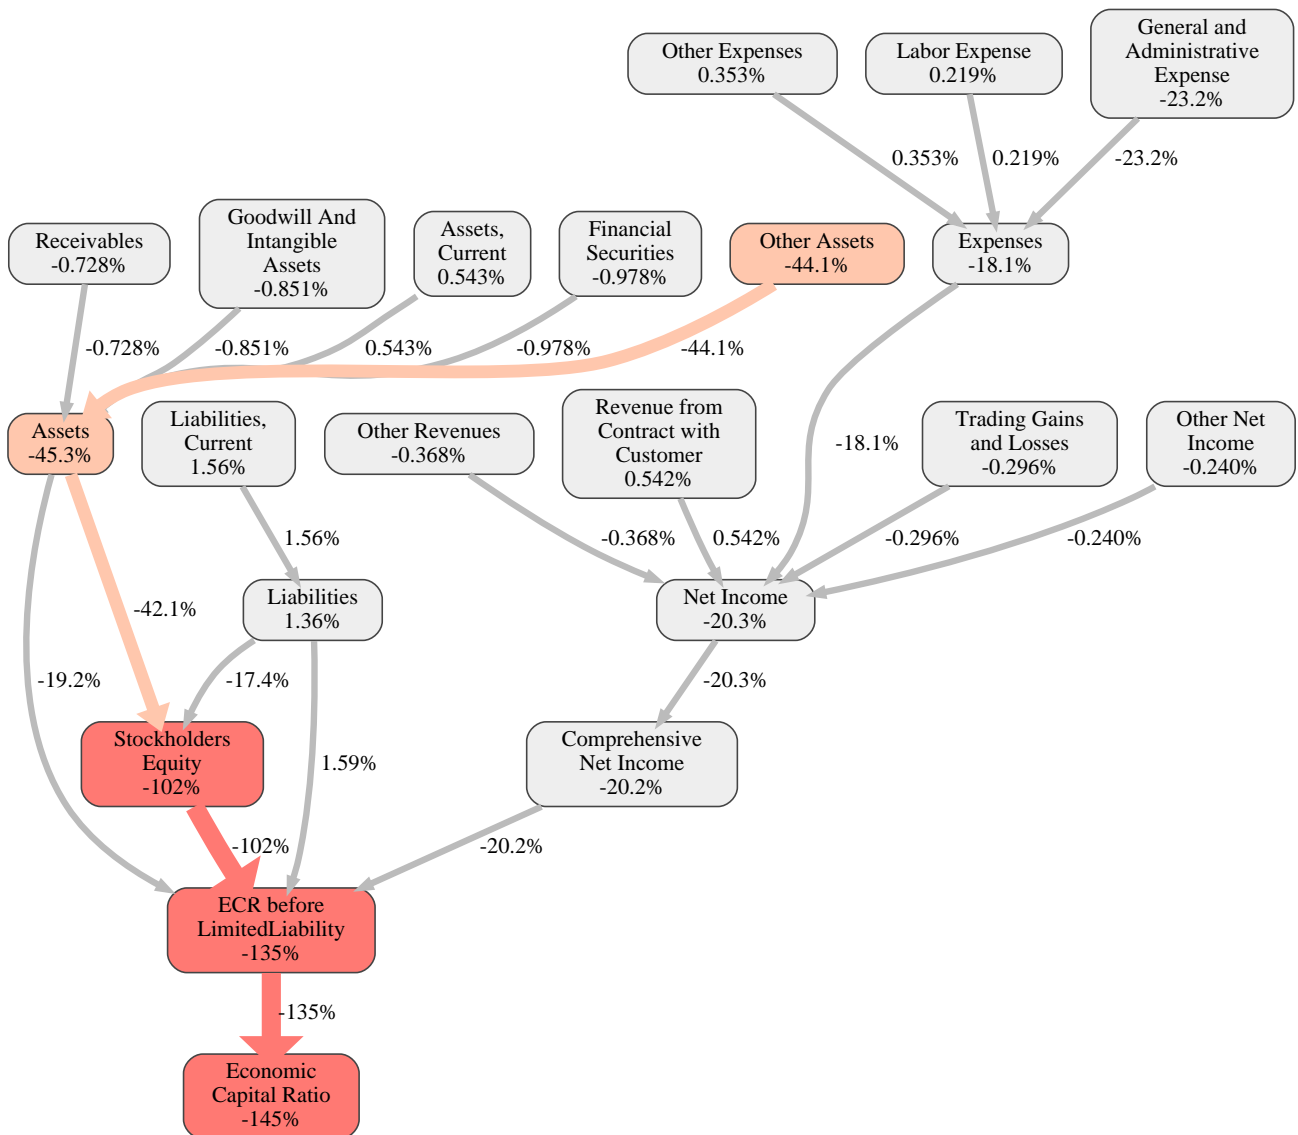 Other Expenses
0.353%
Labor Expense
0.219%
General and
Administrative
Expense
-23.2%
0.353%
0.219%
-23.2%
Receivables
-0.728%
Goodwill And
Intangible
Assets
-0.851%
Assets,
Current
0.543%
Financial
Securities
-0.978%
Other Assets
-44.1%
Expenses
-18.1%
-0.728%
-0.851%
0.543%
-0.978%
-44.1%
Assets
-45.3%
Liabilities,
Current
1.56%
Other Revenues
-0.368%
Revenue from
Contract with
Customer
0.542%
-18.1%
Trading Gains
and Losses
-0.296%
Other Net
Income
-0.240%
1.56%
-0.368%
0.542%
-0.296%
-0.240%
-42.1%
Liabilities
1.36%
Net Income
-20.3%
-19.2%
-17.4%
-20.3%
Stockholders
Equity
-102%
1.59%
Comprehensive
Net Income
-20.2%
-102%
-20.2%
ECR before
LimitedLiability
-135%
-135%
Economic
Capital Ratio
-145%